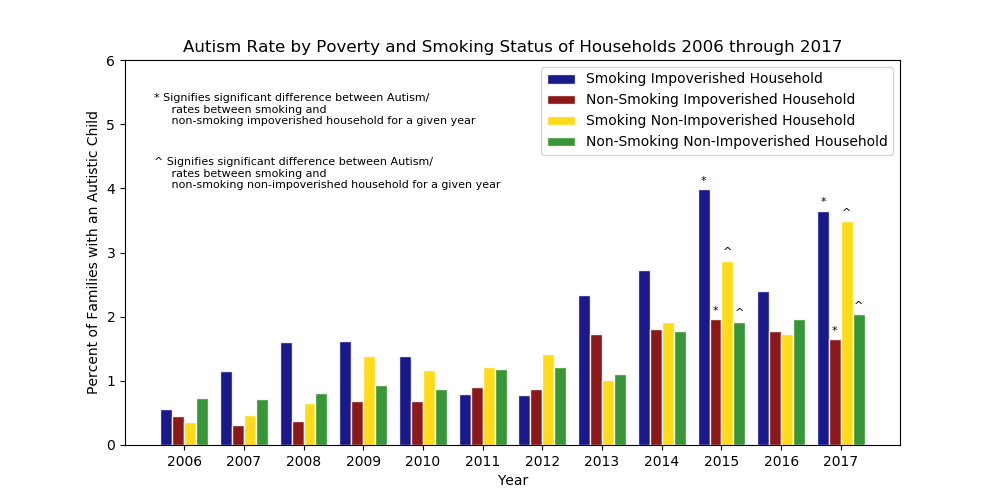 Autism Rate by Poverty and Smoking Status of Households 2006 through 2017
Percent of Families with an Autistic Child
6
5
4
3
2
1
0
* Signifies significant difference between Autism/
rates between smoking and
non-smoking impoverished household for a given year
^ Signifies significant difference between Autism/
rates between smoking and
non-smoking non-impoverished household for a given year
Smoking Impoverished Household
Non-Smoking Impoverished Household
Smoking Non-Impoverished Household
Non-Smoking Non-Impoverished Household
* * ^ ^
* * ^ ^
2006 2007 2008 2009 2010 2011 2012 2013 2014 2015 2016 2017
Year